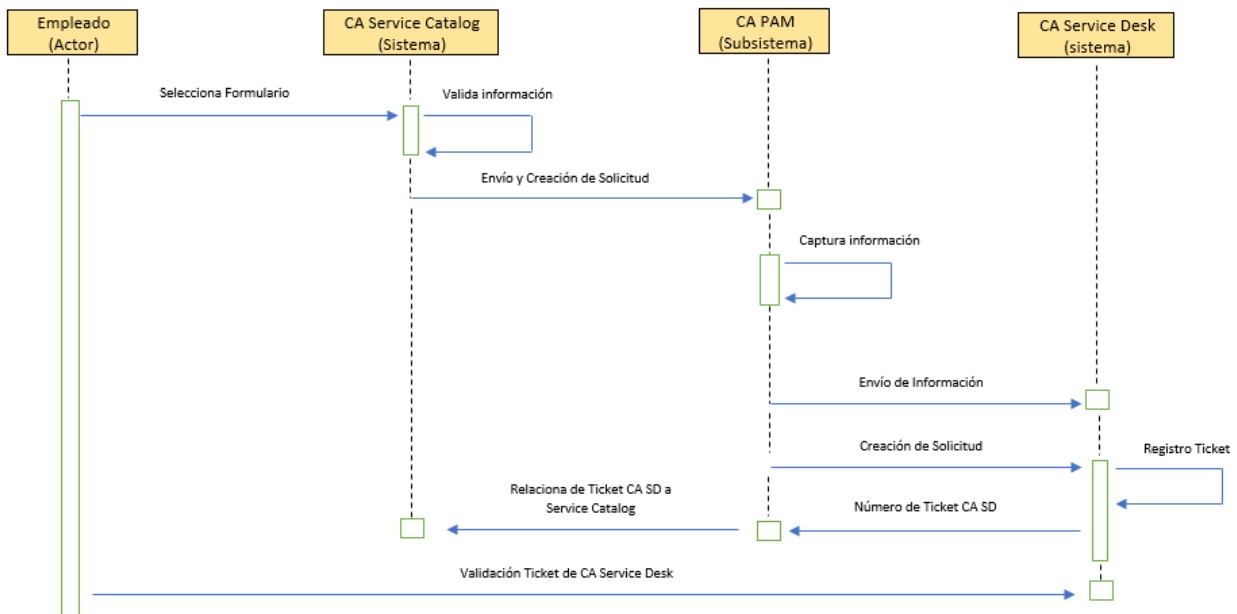 Empleado
(Actor)
CA Service Catalog
(Sistema)
CA PAM
(Subsistema)
CA Service Desk
(sistema)
Selecciona Formulario
Valida información
Envío y Creación de Solicitud
Captura información
Envío de Información
Creación de Solicitud
Registro Ticket
Relaciona de Ticket CA SD a
Service Catalog
Número de Ticket CA SD
Validación Ticket de CA Service Desk